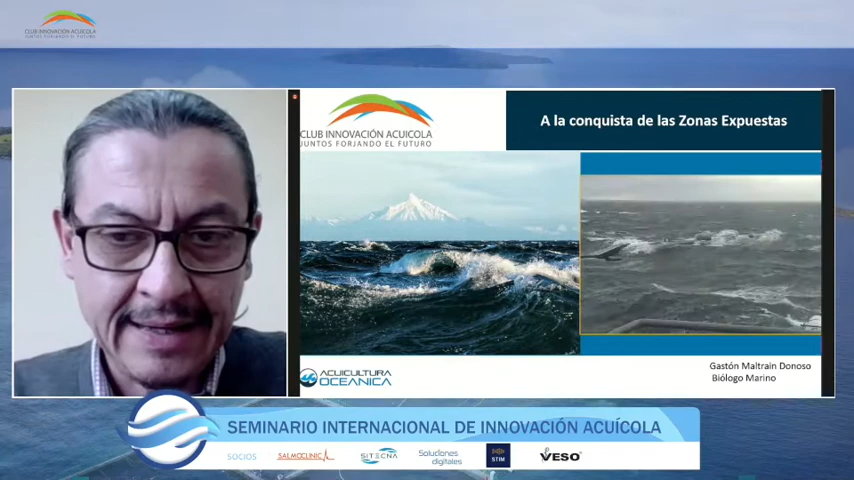 CLUB INNOVACIÓN ACUÍCOLA
JUNTOS FORJANDO EL FUTURO
CLUB INNOVACIÓN ACUICOLA
JUNTOS FORJANDO EL FUTURO
A la conquista de las Zonas Expuestas
ACUICULTURA
OCEANICA
Gastón Maltrain Donoso
Biólogo Marino
SEMINARIO INTERNACIONAL DE INNOVACIÓN ACUÍCOLA
SOCIOS
SALMOCLINIC
SITECNA
Soluciones
digitales
STIM
VESO